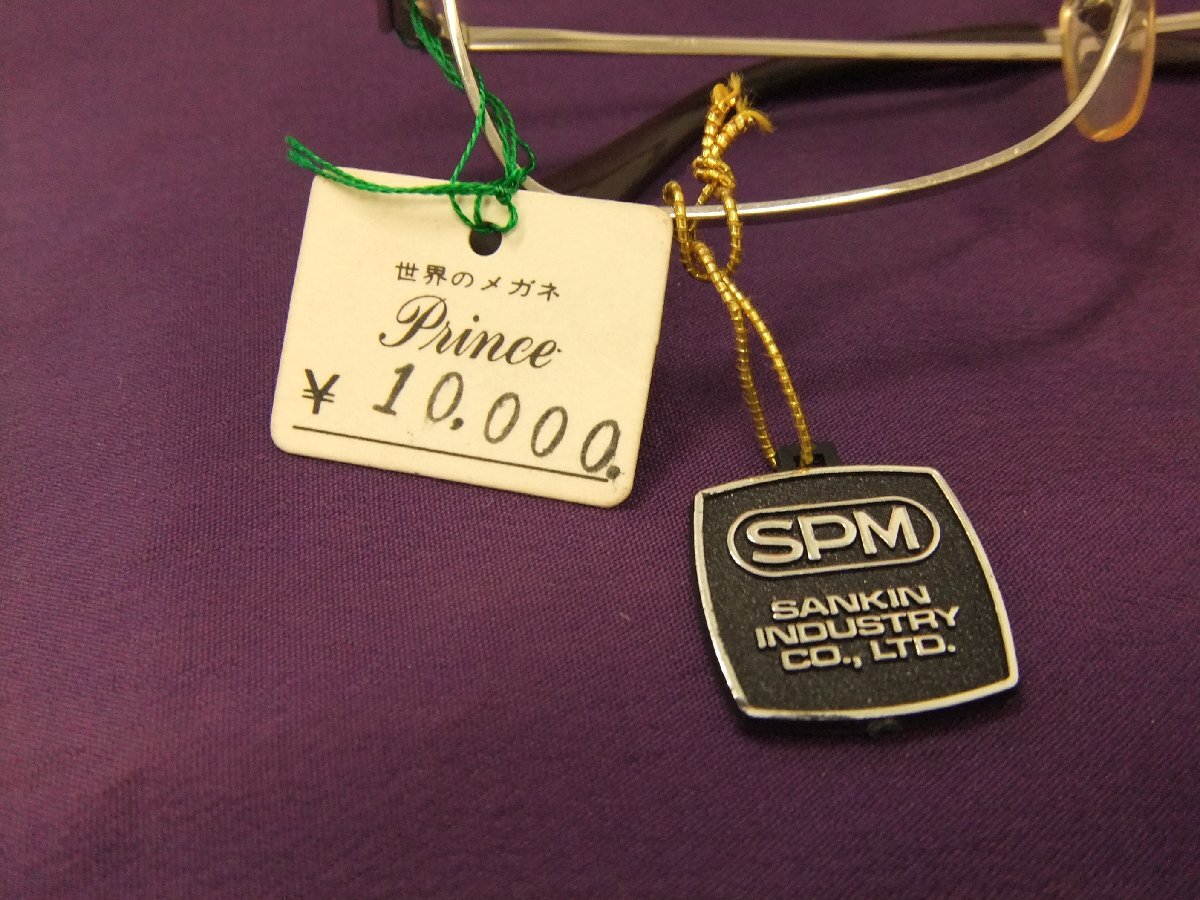 世界のメガネ
Prince
¥ 10,000.
SPM
SANKIN
INDUSTRY
CO., LTD.